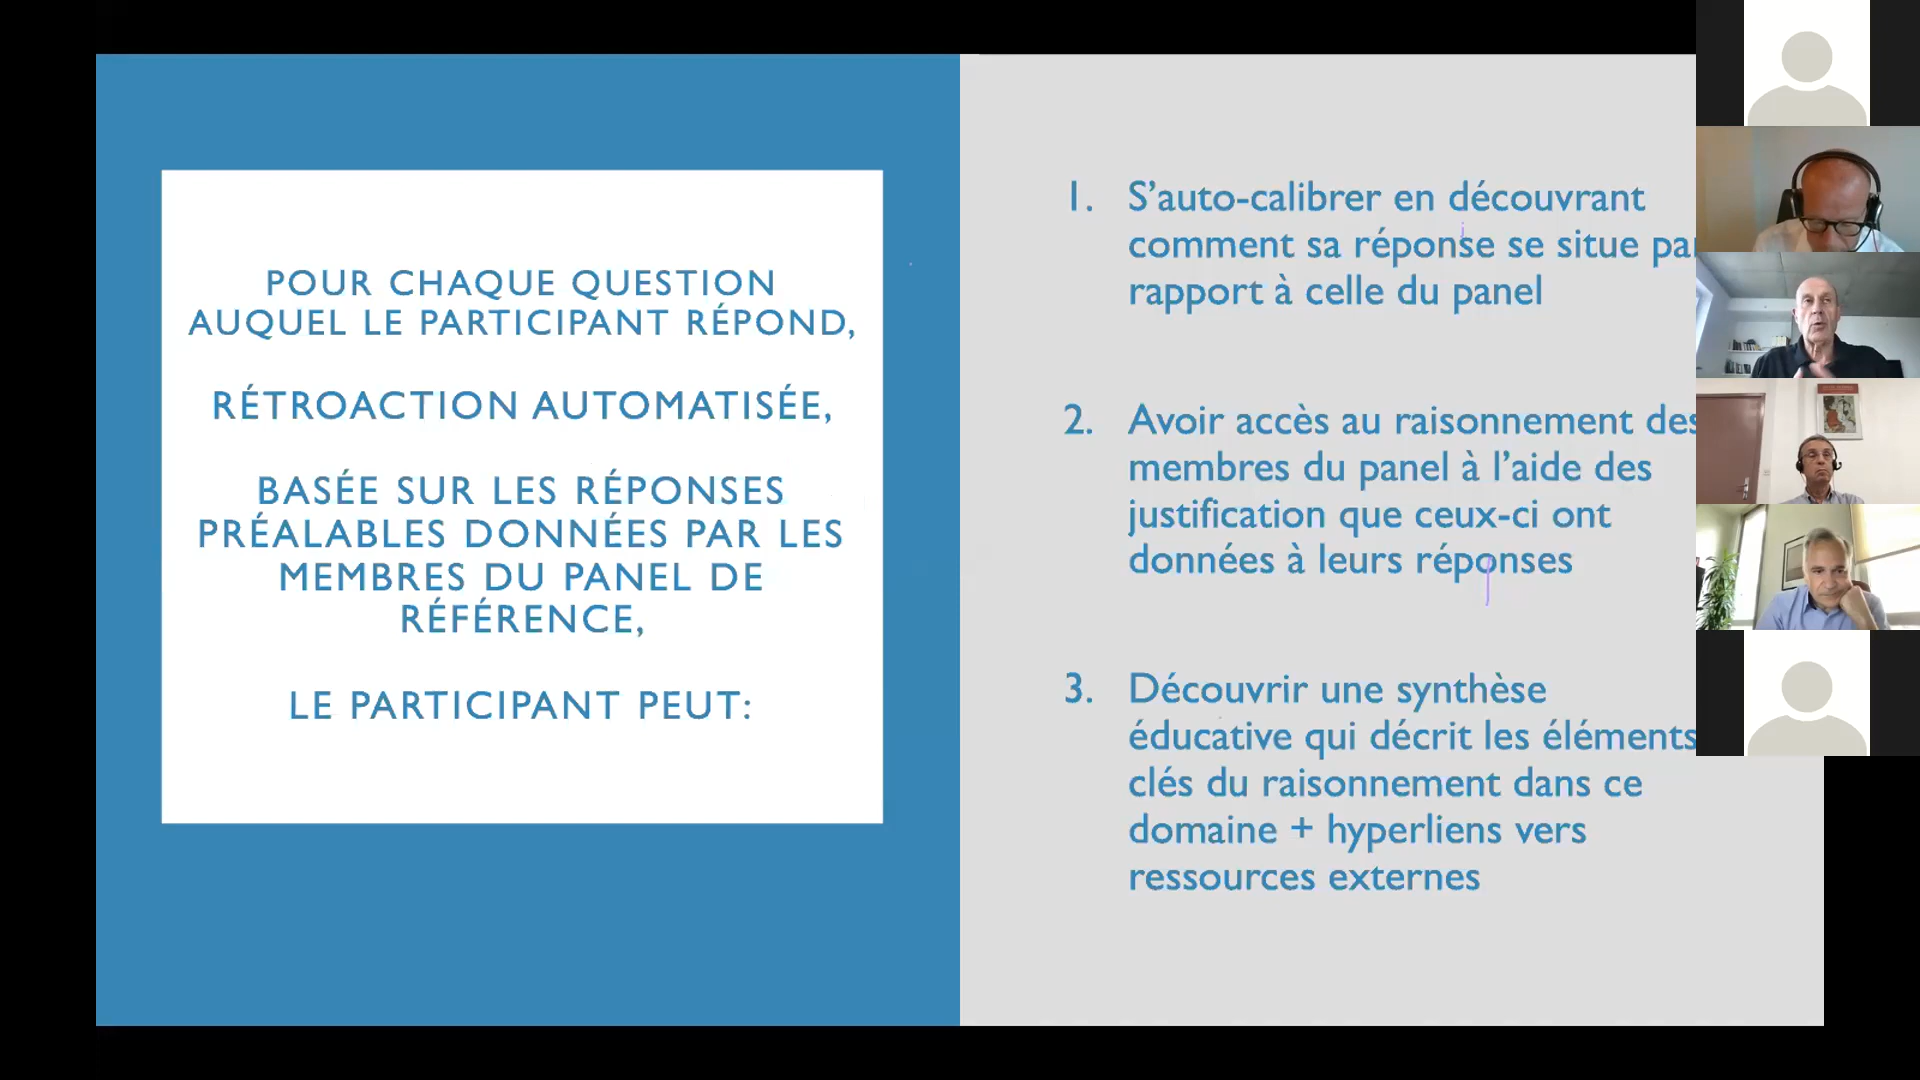 POUR CHAQUE QUESTION
AUQUEL LE PARTICIPANT RÉPOND,
RÉTROACTION AUTOMATISÉE,
BASÉE SUR LES RÉPONSES
PRÉALABLES DONNÉES PAR LES
MEMBRES DU PANEL DE
RÉFÉRENCE,
LE PARTICIPANT PEUT:
1. S’auto-calibrer en découvrant
comment sa réponse se situe par
rapport à celle du panel
2. Avoir accès au raisonnement des
membres du panel à l’aide des
justification que ceux-ci ont
données à leurs réponses
3. Découvrir une synthèse
éducative qui décrit les éléments
clés du raisonnement dans ce
domaine + hyperliens vers
ressources externes